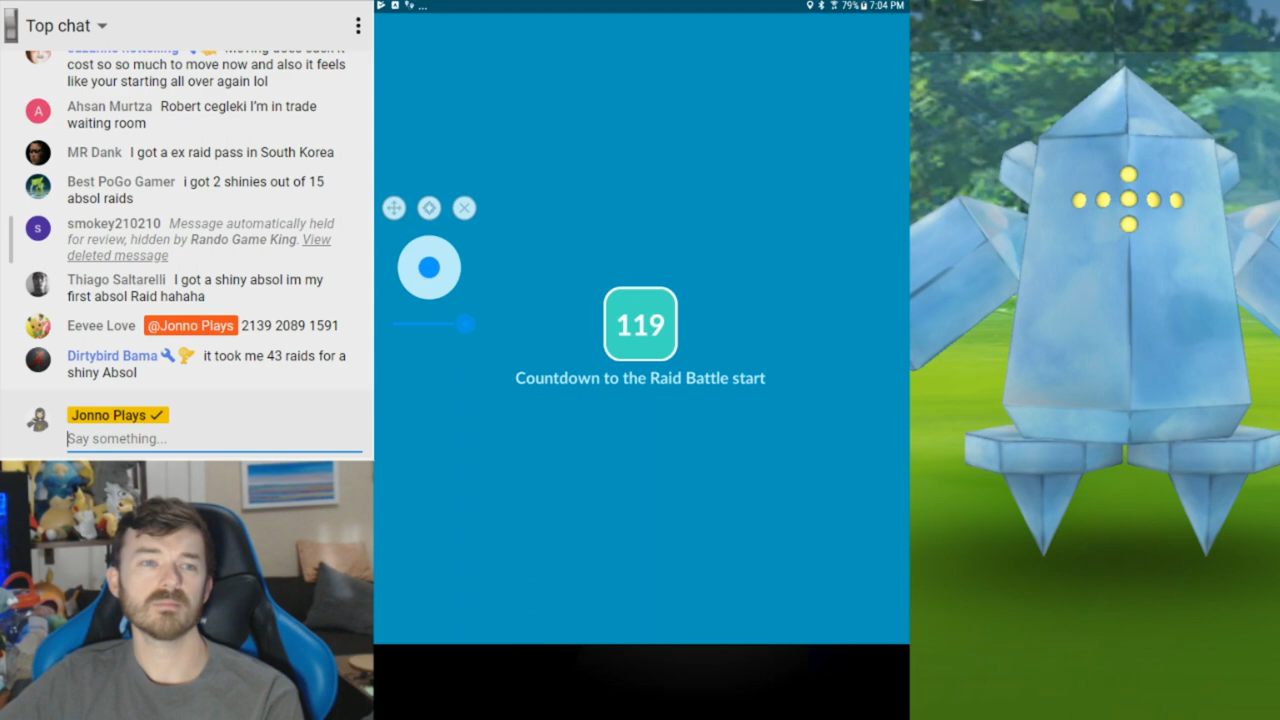 Top chat
cost so so much to move now and also it feels
like your starting all over again lol
Ahsan Murtza Robert cegleki I'm in trade
waiting room
MR Dank I got a ex raid pass in South Korea
Best PoGo Gamer i got 2 shinies out of 15
absol raids
smokey210210 Message automatically held
for review, hidden by Rando Game King. View
deleted message
Thiago Saltarelli I got a shiny absol im my
first absol Raid hahaha
Eevee Love @Jonno Plays 2139 2089 1591
Dirtybird Bama it took me 43 raids for a
shiny Absol
Jonno Plays
Say something...
... 79% 7:04 PM
119
Countdown to the Raid Battle start